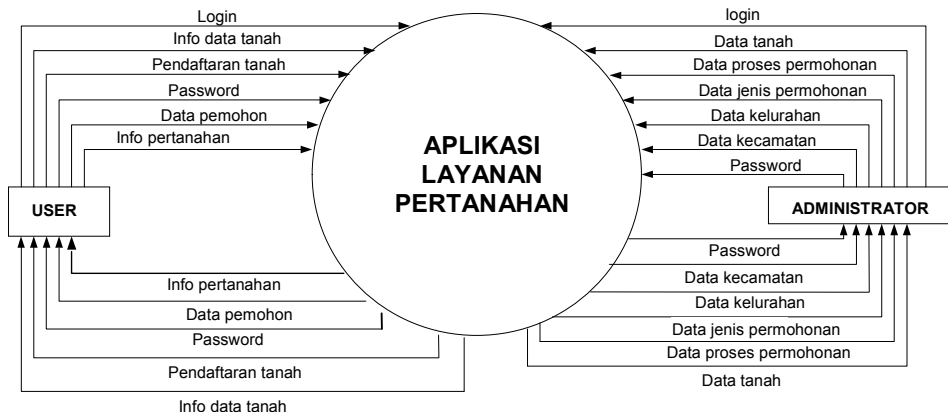 Login
Info data tanah
Pendaftaran tanah
Password
Data pemohon
Info pertanahan
USER
Info pertanahan
Data pemohon
Password
Pendaftaran tanah
Info data tanah
APLIKASI
LAYANAN
PERTANAHAN
login
Data tanah
Data proses permohonan
Data jenis permohonan
Data kelurahan
Data kecamatan
Password
ADMINISTRATOR
Password
Data kecamatan
Data kelurahan
Data jenis permohonan
Data proses permohonan
Data tanah